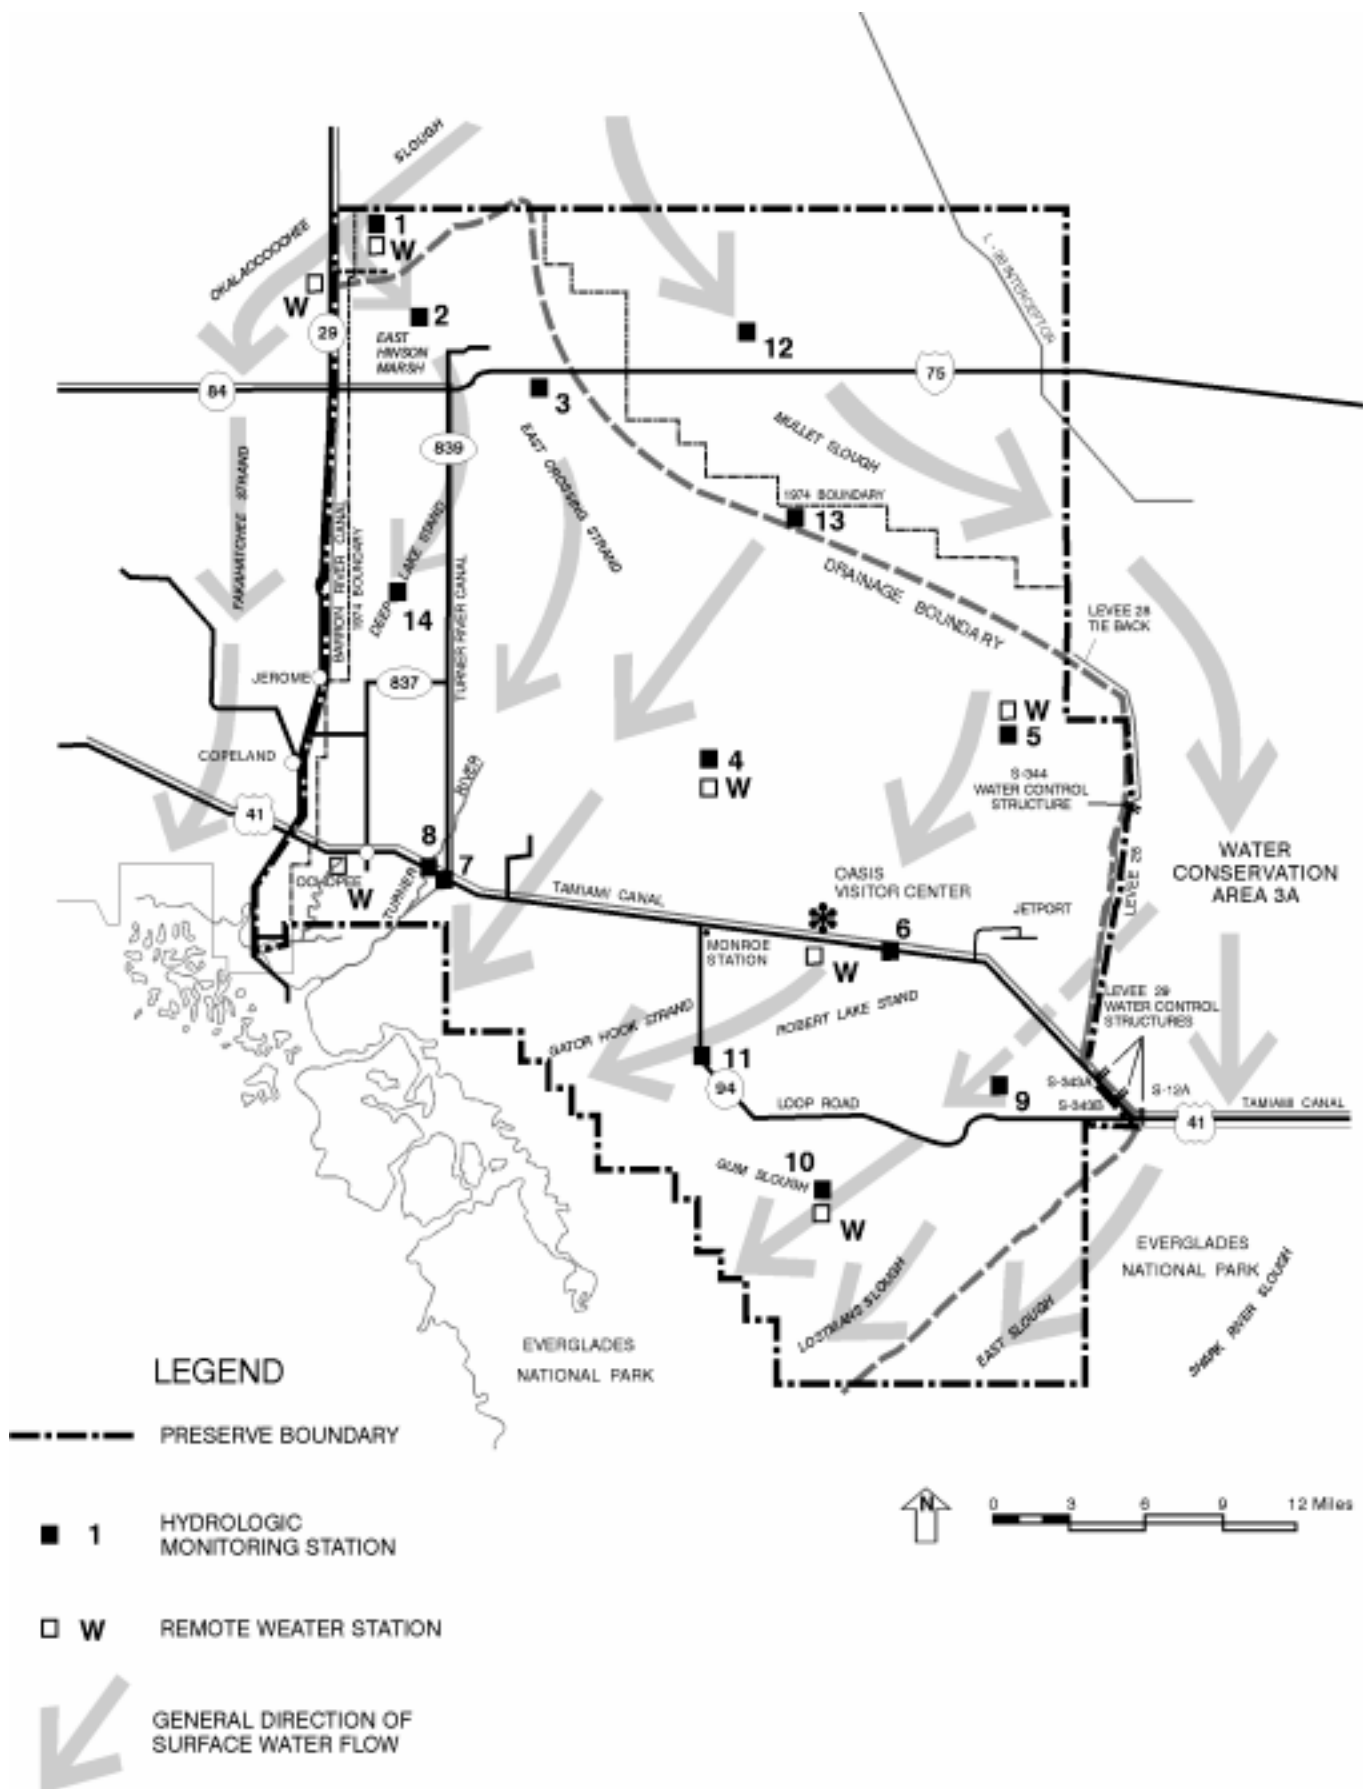 SLOUGH
OKALAOCOOCHEE
1
W
W
29
2
EAST
HINSON
MARSH
12
L-28 INTERCEPTOR
84
75
3
839
MULLET SLOUGH
EAST CROSSING STRAND
1974 BOUNDARY
13
FAKAHATCHEE STRAND
BARRON RIVER CANAL
1974 BOUNDARY
DEEP LAKE STAND
14
TURNER RIVER CANAL
DRAINAGE BOUNDARY
LEVEE 28
TIE BACK
JEROME
837
W
5
4
W
COPELAND
S-344
WATER CONTROL
STRUCTURE
RIVER
41
8
7
W
TURNER
TAMIAMI CANAL
OASIS
VISITOR CENTER
LEVEE 28
WATER
CONSERVATION
AREA 3A
JETPORT
6
MONROE
STATION
W
GATOR HOOK STRAND
ROBERT LAKE STAND
LEVEE 29
WATER CONTROL
STRUCTURES
11
94
LOOP ROAD
9
S-343A
S-343B
S-12A
TAMIAMI CANAL
41
10
GUM SLOUGH
W
LOSTMANS SLOUGH
EAST SLOUGH
EVERGLADES
NATIONAL PARK
SHARK RIVER SLOUGH
EVERGLADES
NATIONAL PARK
LEGEND
PRESERVE BOUNDARY
1
HYDROLOGIC
MONITORING STATION
W
REMOTE WEATER STATION
GENERAL DIRECTION OF
SURFACE WATER FLOW
N
0 3 6 9 12 Miles